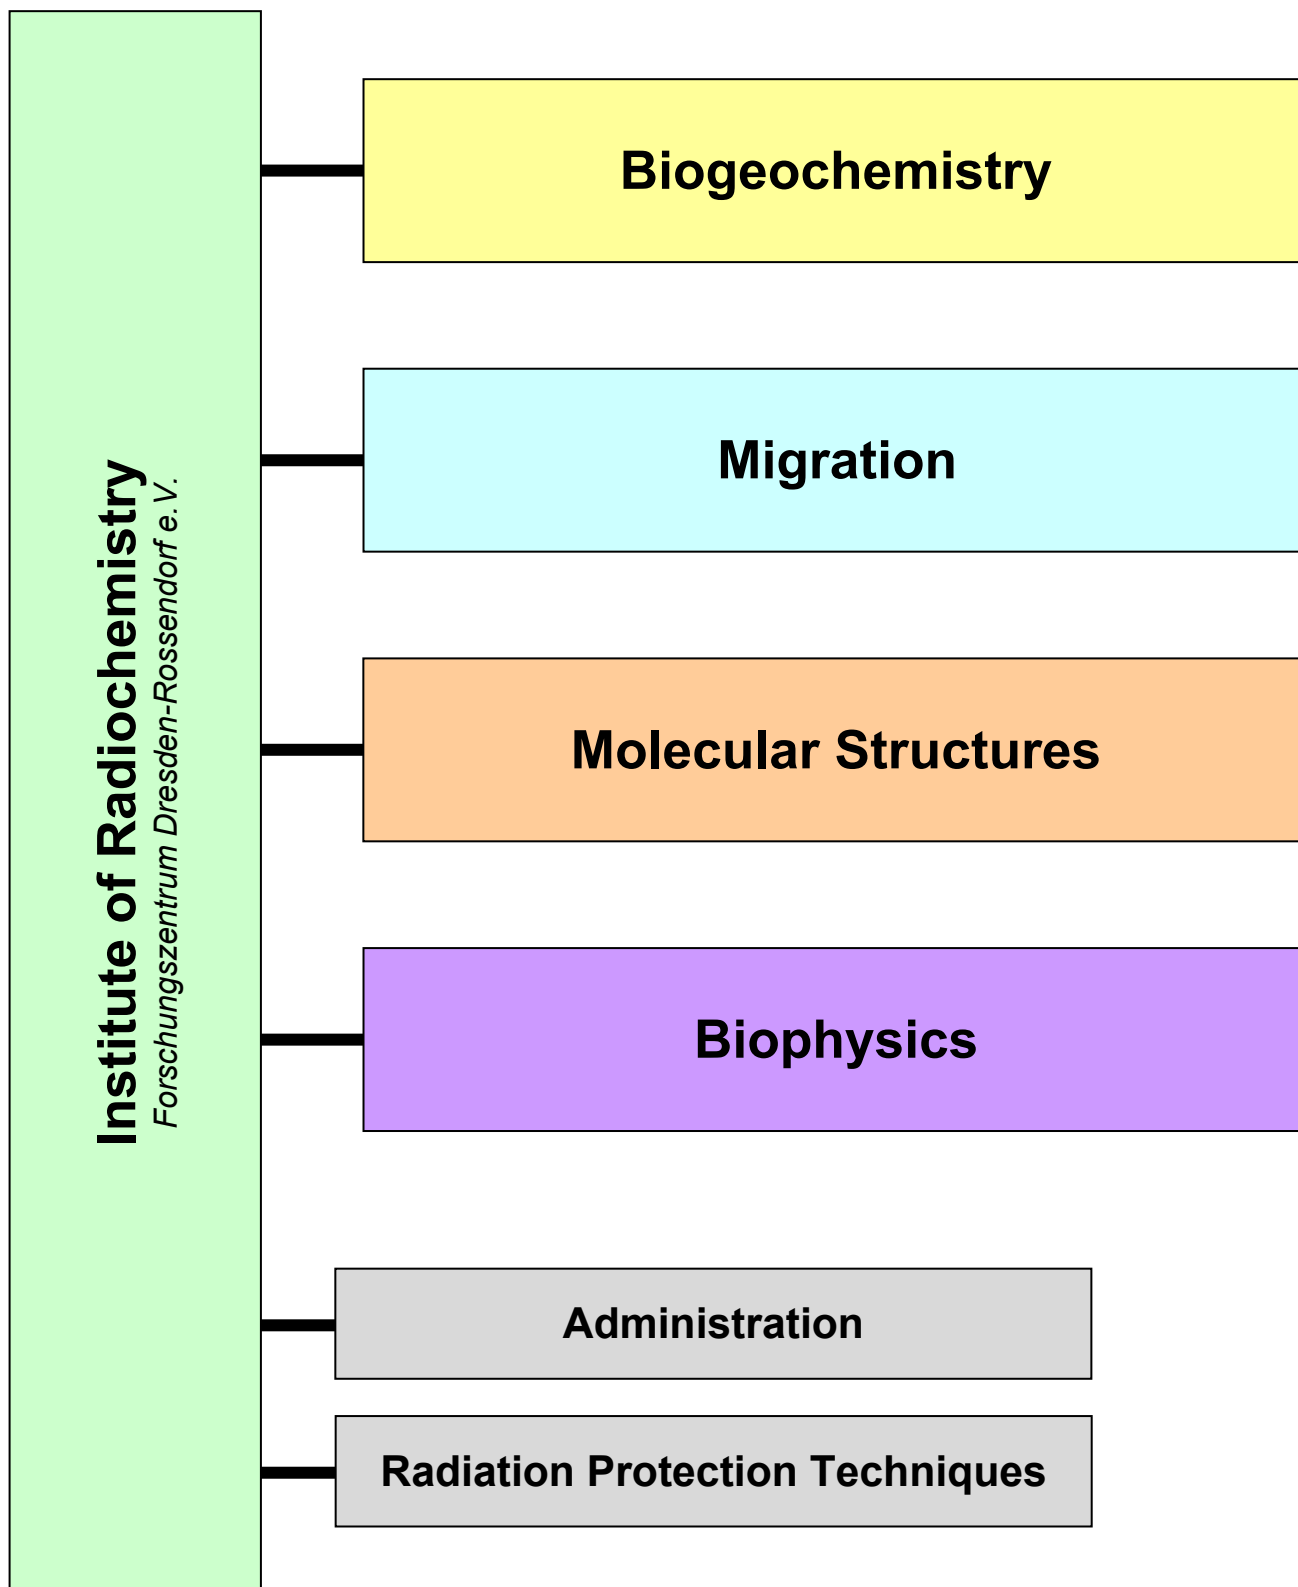 Institute of Radiochemistry
Forschungszentrum Dresden-Rossendorf e.V.
Biogeochemistry
Migration
Molecular Structures
Biophysics
Administration
Radiation Protection Techniques